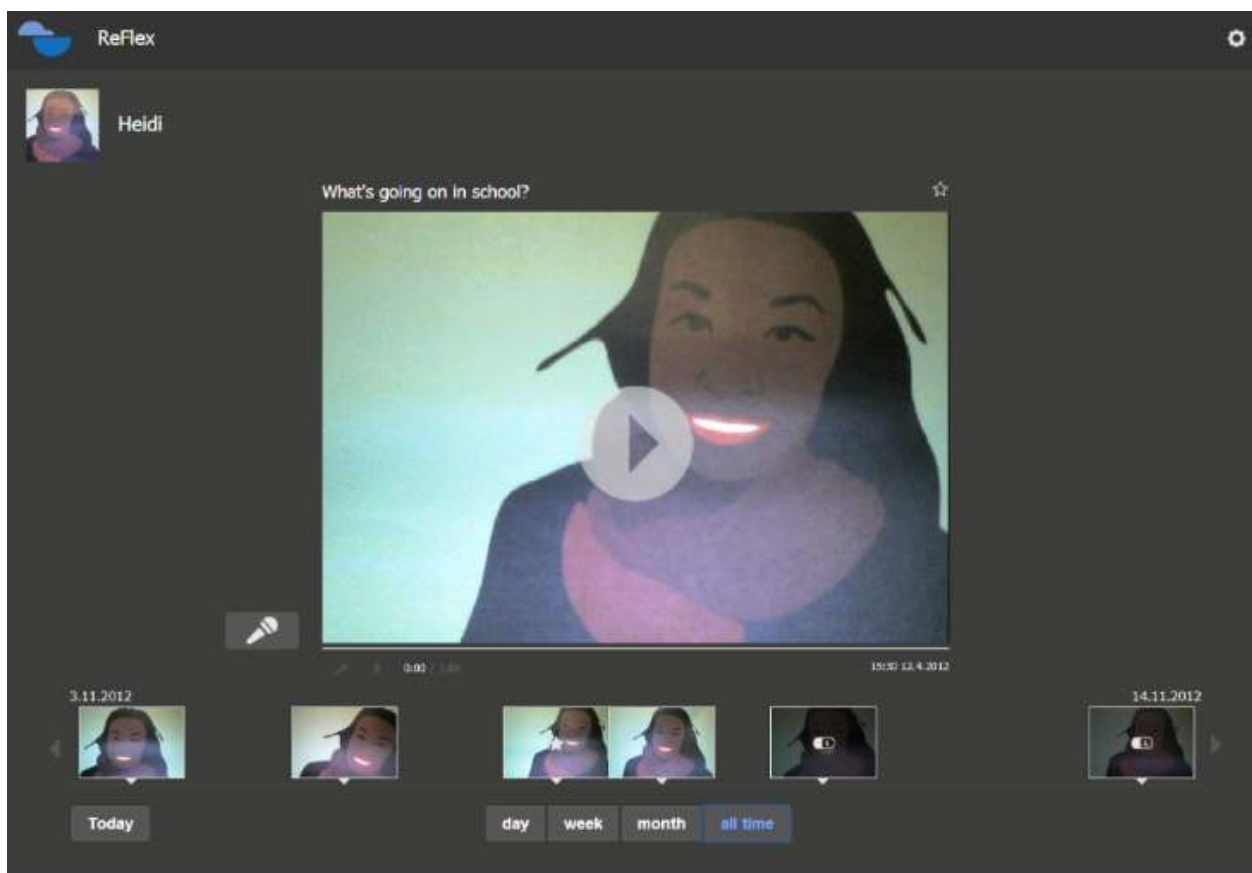 ReFlex
Heidi
What's going on in school?
0:00 /
15:30 12.4.2012
3.11.2012
14.11.2012
Today
day week month all time